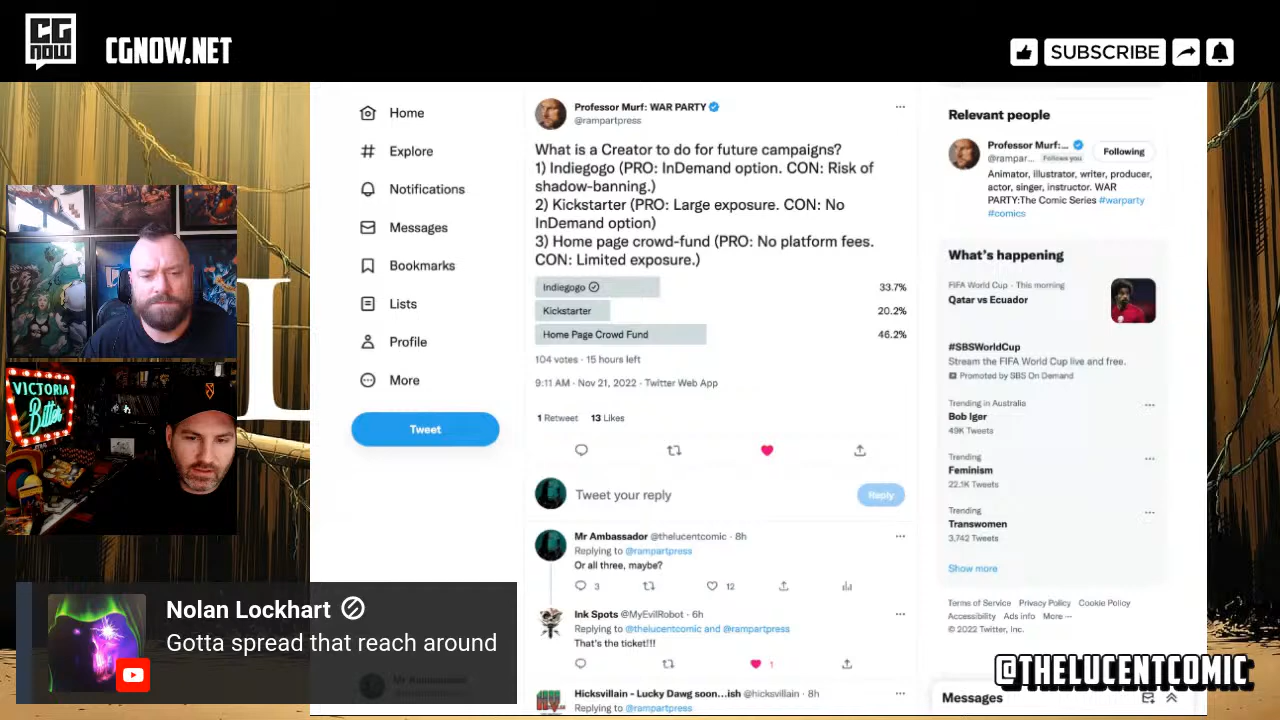 CG
NOW
CGNOW.NET
SUBSCRIBE
Home
Explore
Notifications
Messages
Bookmarks
Lists
Profile
More
Tweet
Professor Murf: WAR PARTY
@rampartpress
What is a Creator to do for future campaigns?
1) Indiegogo (PRO: InDemand option. CON: Risk of
shadow-banning.)
2) Kickstarter (PRO: Large exposure. CON: No
InDemand option)
3) Home page crowd-fund (PRO: No platform fees.
CON: Limited exposure.)
Indiegogo 33.7%
Kickstarter 20.2%
Home Page Crowd Fund 46.2%
104 votes · 15 hours left
9:11 AM · Nov 21, 2022 · Twitter Web App
1 Retweet 13 Likes
Tweet your reply
Reply
Mr Ambassador @thelucentcomic · 8h
Replying to @rampartpress
Or all three, maybe?
3 12
Ink Spots @MyEvilRobot · 6h
Replying to @thelucentcomic and @rampartpress
That's the ticket!!!
1
Hicksvillain - Lucky Dawg soon...ish @hicksvillain · 8h
Replying to @rampartpress
Relevant people
Professor Murf:...
@rampar... Follows you
Following
Animator, illustrator, writer, producer,
actor, singer, instructor. WAR
PARTY:The Comic Series #warparty
#comics
What's happening
FIFA World Cup · This morning
Qatar vs Ecuador
#SBSWorldCup
Stream the FIFA World Cup live and free.
Promoted by SBS On Demand
Trending in Australia
Bob Iger
49K Tweets
Trending
Feminism
22.1K Tweets
Trending
Transwomen
3,742 Tweets
Show more
Terms of Service Privacy Policy Cookie Policy
Accessibility Ads info More ···
© 2022 Twitter, Inc.
Messages
VICTORIA
Bitter
Nolan Lockhart
Gotta spread that reach around
Mr Ambassador
@THELUCENTCOMIC